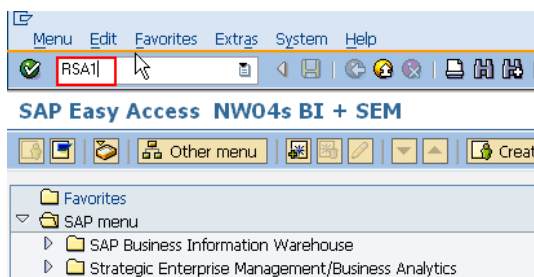 Menu Edit Favorites Extras System Help
RSA1
SAP Easy Access NW04s BI + SEM
Other menu Creat
Favorites
SAP menu
SAP Business Information Warehouse
Strategic Enterprise Management/Business Analytics